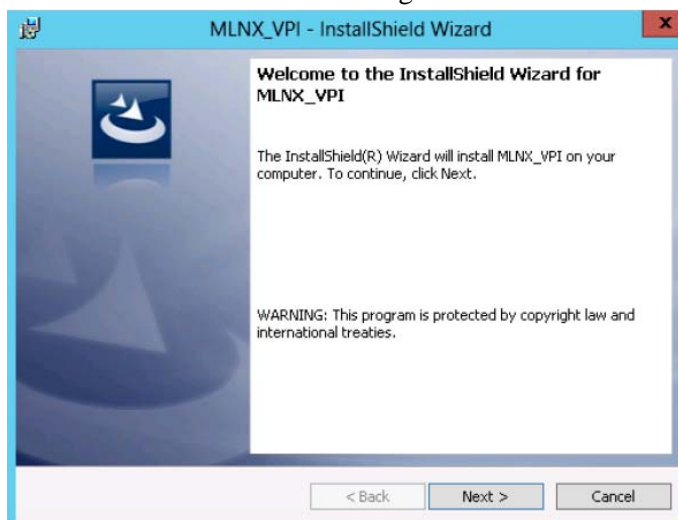 MLNX_VPI - InstallShield Wizard
x
Welcome to the InstallShield Wizard for
MLNX_VPI
The InstallShield(R) Wizard will install MLNX_VPI on your
computer. To continue, click Next.
WARNING: This program is protected by copyright law and
international treaties.
< Back Next > Cancel